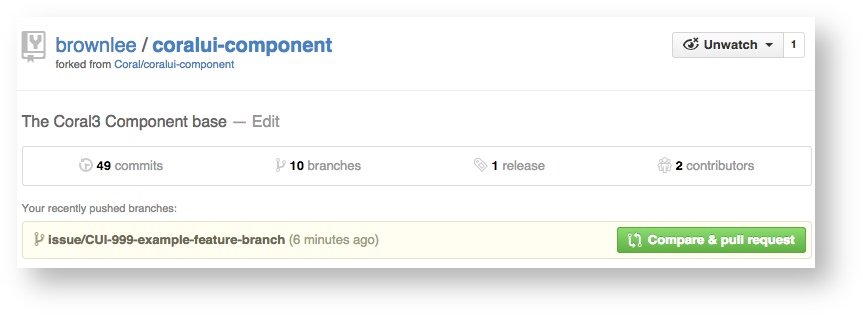 brownlee / coralui-component
Unwatch 1
forked from Coral/coralui-component
The Coral3 Component base — Edit
49 commits 10 branches 1 release 2 contributors
Your recently pushed branches:
issue/CUI-999-example-feature-branch (6 minutes ago) Compare & pull request